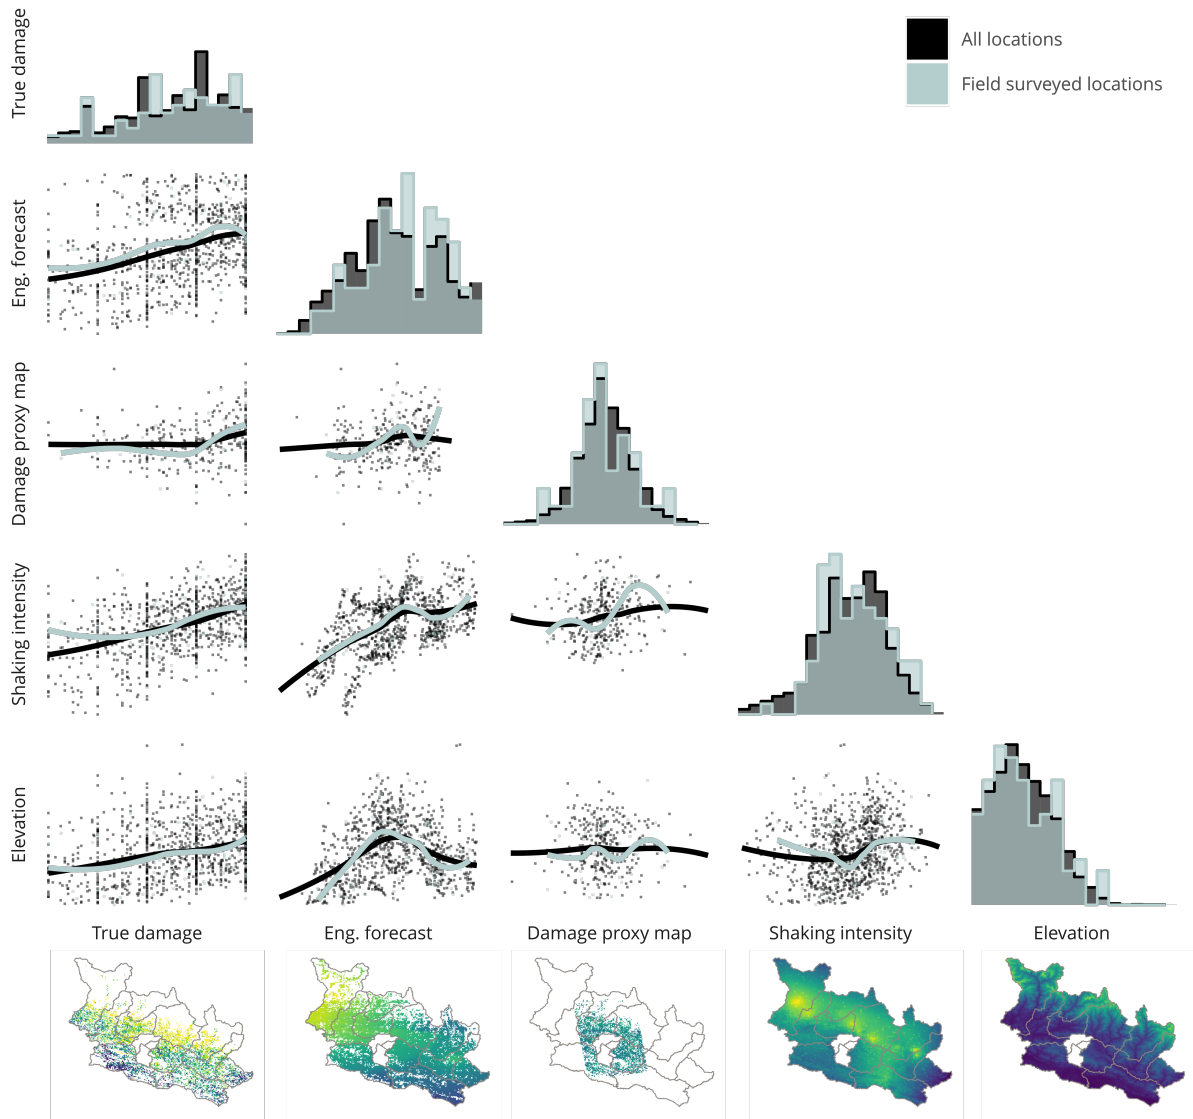 True damage
All locations
Field surveyed locations
Eng. forecast
Damage proxy map
Shaking intensity
Elevation
True damage
Eng. forecast
Damage proxy map
Shaking intensity
Elevation